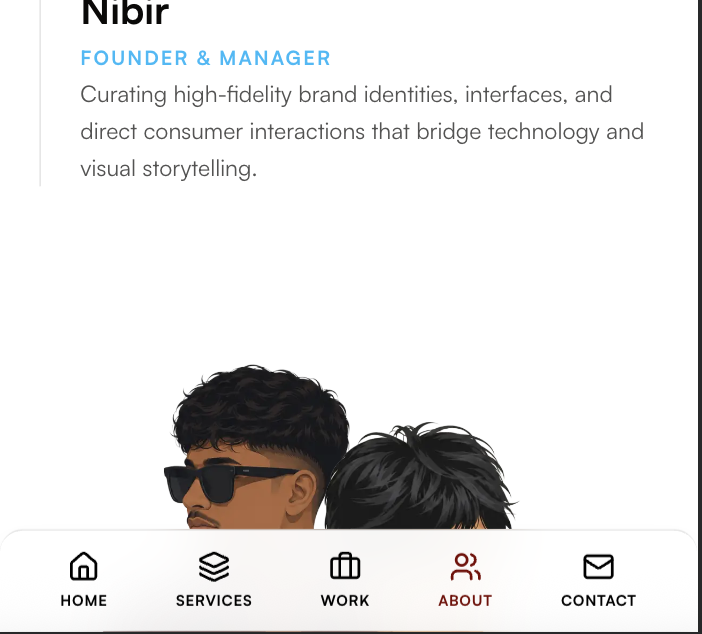 Nibir
FOUNDER & MANAGER
Curating high-fidelity brand identities, interfaces, and
direct consumer interactions that bridge technology and
visual storytelling.
HOME SERVICES WORK ABOUT CONTACT